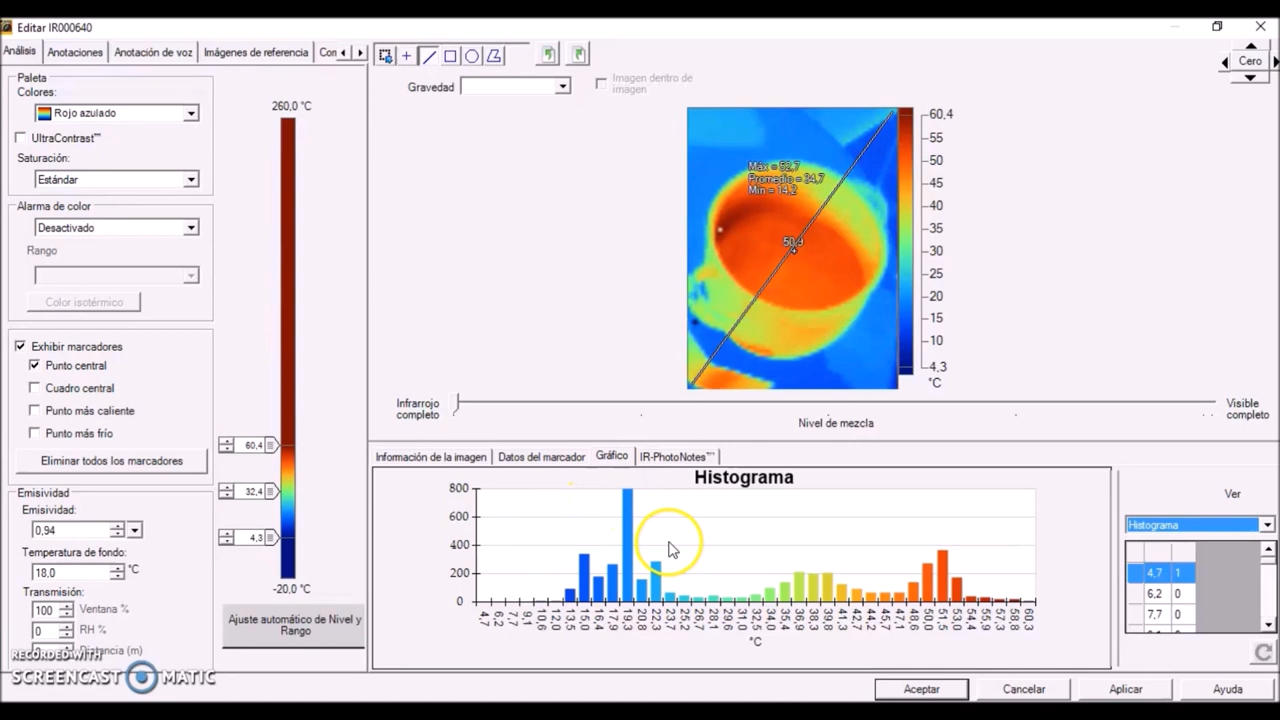 Editar IR000640
Análisis Anotaciones Anotación de voz Imágenes de referencia Con
Paleta
Colores:
Rojo azulado
UltraContrast™
Saturación:
Estándar
Alarma de color
Desactivado
Rango
Color isotérmico
Exhibir marcadores
Punto central
Cuadro central
Punto más caliente
Punto más frío
Eliminar todos los marcadores
Emisividad
Emisividad:
0,94
Temperatura de fondo:
18,0 °C
Transmisión:
100 Ventana %
0 RH %
Distancia (m)
RECORDED WITH
SCREENCAST MATIC
260,0 °C
60,4
32,4
4,3
-20,0 °C
Ajuste automático de Nivel y
Rango
Gravedad
Imagen dentro de
imagen
Cero
Máx = 52,7
Promedio = 34,7
Mín = 14,2
50,9
60,4
55
50
45
40
35
30
25
20
15
10
4,3
°C
Infrarrojo
completo
Nivel de mezcla
Visible
completo
Información de la imagen Datos del marcador Gráfico IR-PhotoNotes™
Histograma
800
600
400
200
0
4,7 6,2 7,7 9,1 10,6 12,0 13,5 15,0 16,4 17,9 19,3 20,8 22,3 23,7 25,2 26,7 28,1 29,6 31,0 32,5 34,0 35,4 36,9 38,3 39,8 41,3 42,7 44,2 45,7 47,1 48,6 50,0 51,5 53,0 54,4 55,9 57,3 58,8 60,3
°C
Ver
Histograma
4,7 1
6,2 0
7,7 0
Aceptar Cancelar Aplicar Ayuda